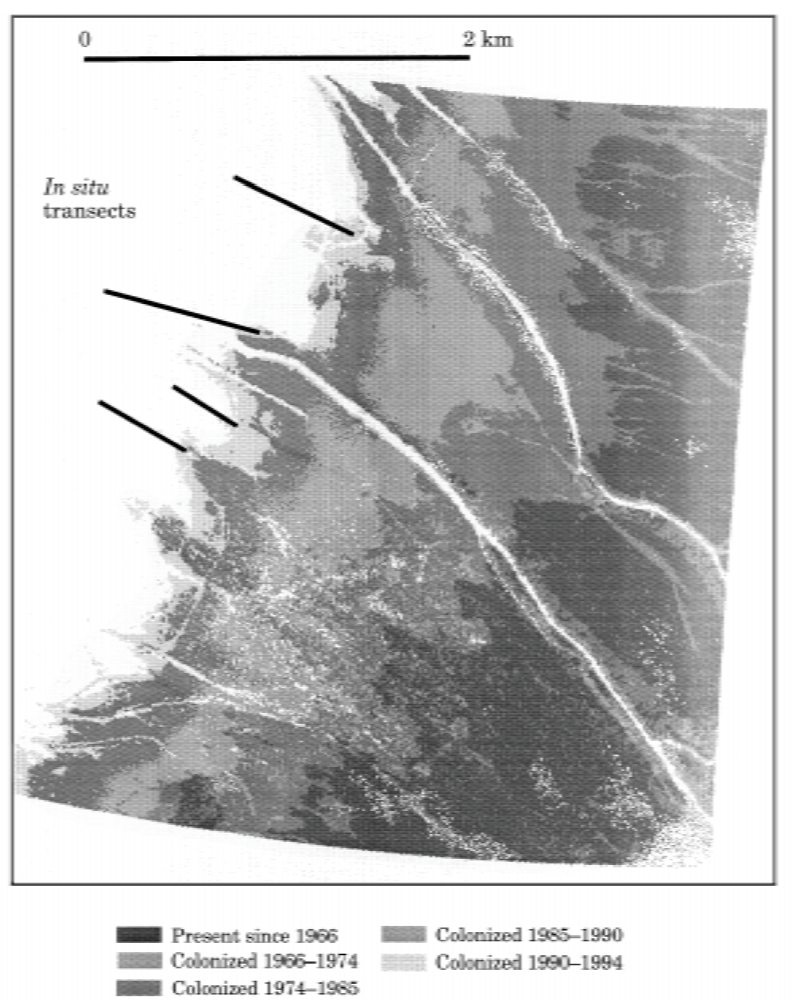 0 2 km
In situ
transects
Present since 1966
Colonized 1966–1974
Colonized 1974–1985
Colonized 1985–1990
Colonized 1990–1994